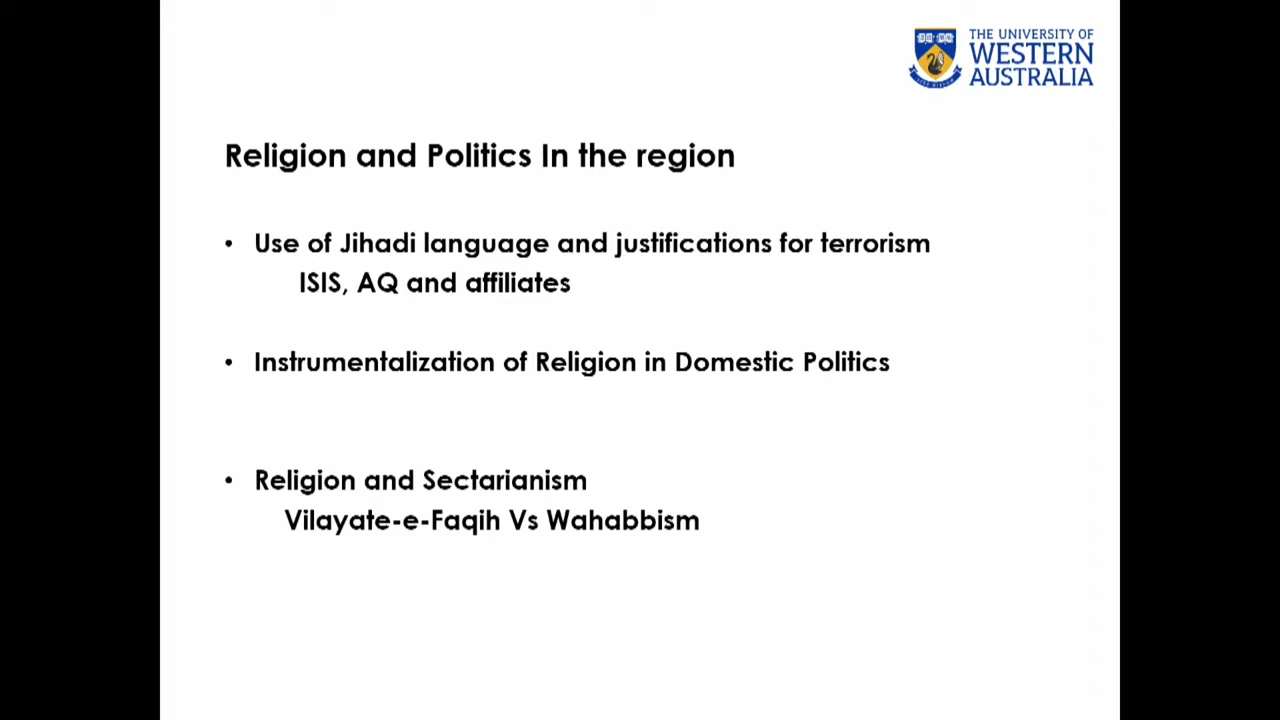 THE UNIVERSITY OF
WESTERN
AUSTRALIA
Religion and Politics In the region
• Use of Jihadi language and justifications for terrorism
ISIS, AQ and affiliates
• Instrumentalization of Religion in Domestic Politics
• Religion and Sectarianism
Vilayate-e-Faqih Vs Wahabbism